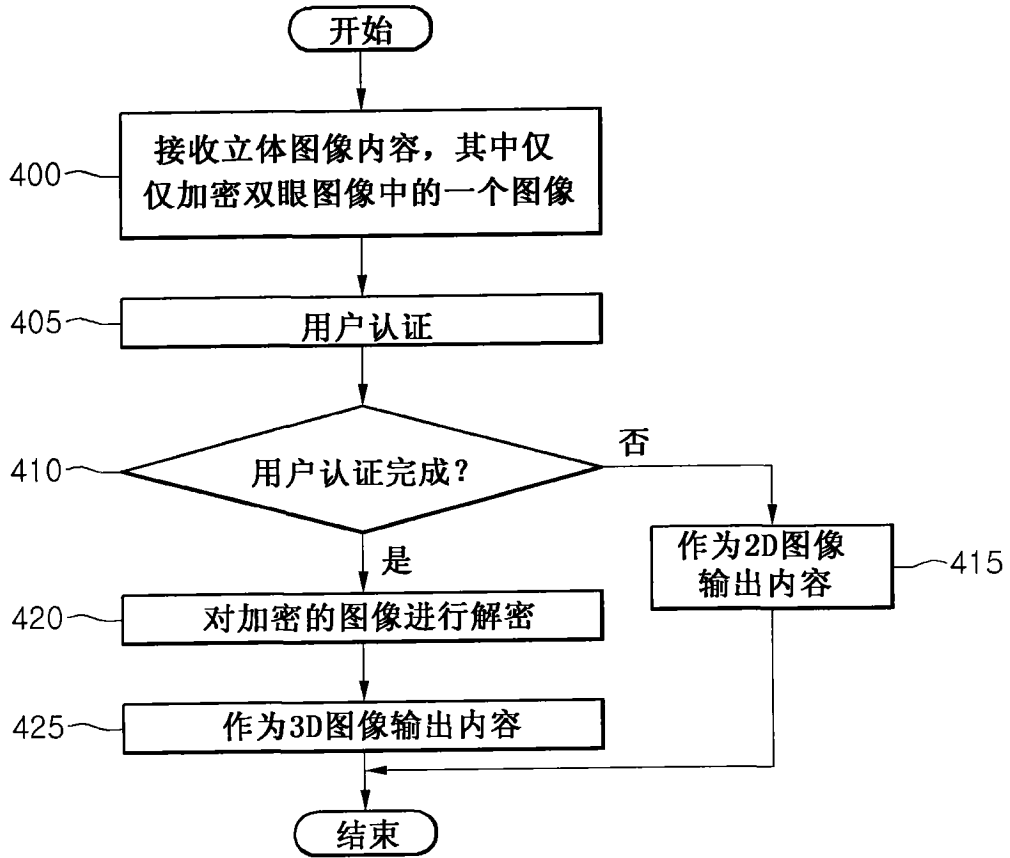 开始
400
接收立体图像内容，其中仅
仅加密双眼图像中的一个图像
405
用户认证
410
用户认证完成？
否
是
作为2D图像
输出内容
415
420
对加密的图像进行解密
425
作为3D图像输出内容
结束